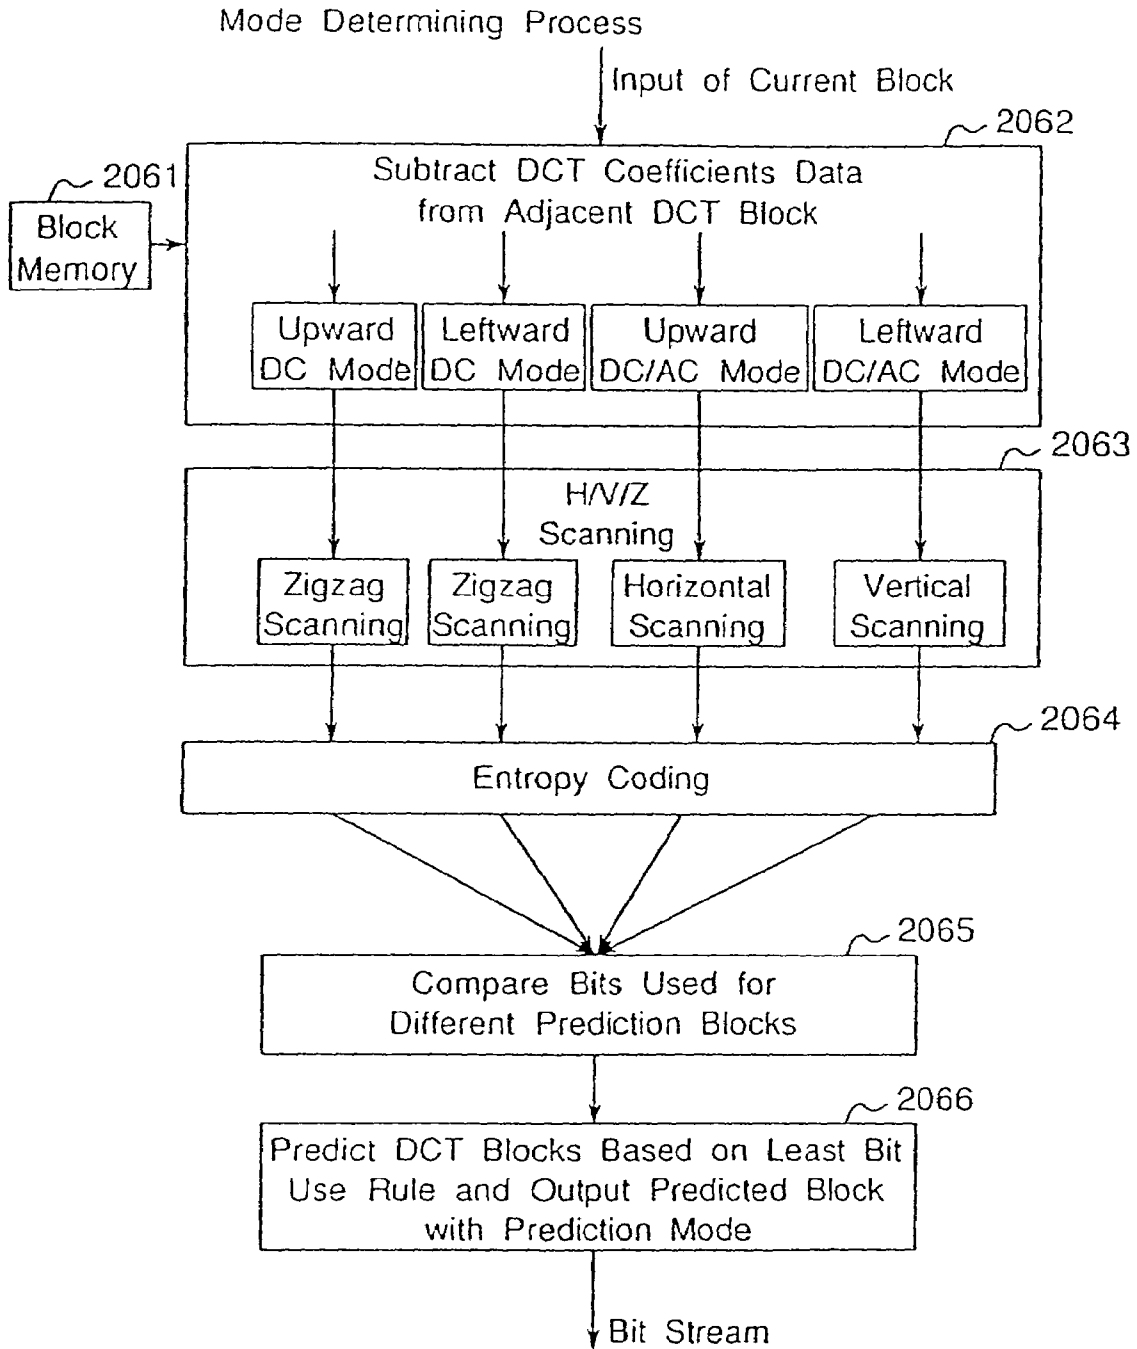 Mode Determining Process
Input of Current Block
2062
2061
Subtract DCT Coefficients Data
from Adjacent DCT Block
Block
Memory
Upward
DC Mode
Leftward
DC Mode
Upward
DC/AC Mode
Leftward
DC/AC Mode
2063
H/V/Z
Scanning
Zigzag
Scanning
Zigzag
Scanning
Horizontal
Scanning
Vertical
Scanning
2064
Entropy Coding
2065
Compare Bits Used for
Different Prediction Blocks
2066
Predict DCT Blocks Based on Least Bit
Use Rule and Output Predicted Block
with Prediction Mode
Bit Stream